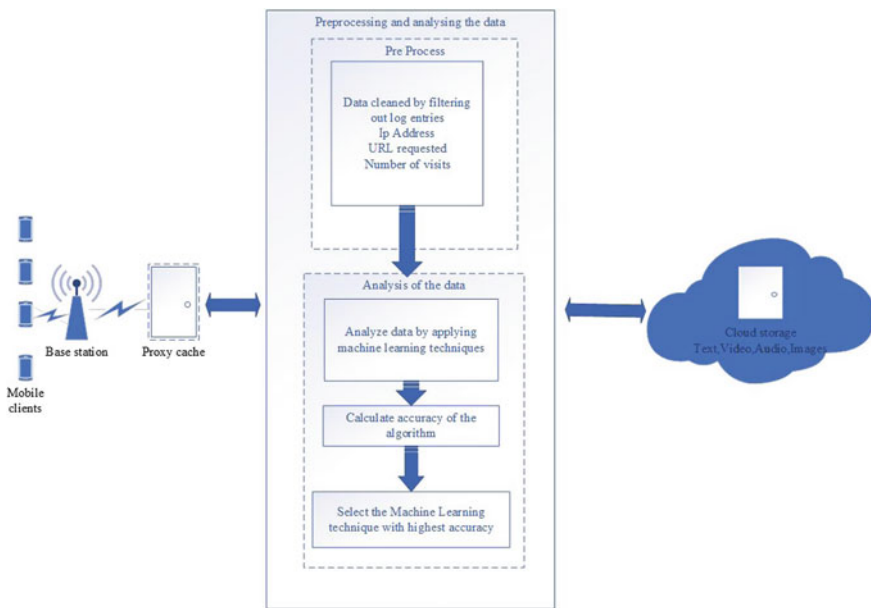 Preprocessing and analysing the data
Pre Process
Data cleaned by filtering
out log entries
Ip Address
URL requested
Number of visits
Analysis of the data
Analyze data by applying
machine learning techniques
Calculate accuracy of the
algorithm
Select the Machine Learning
technique with highest accuracy
Mobile
clients
Base station
Proxy cache
Cloud storage
Text,Video,Audio,Images